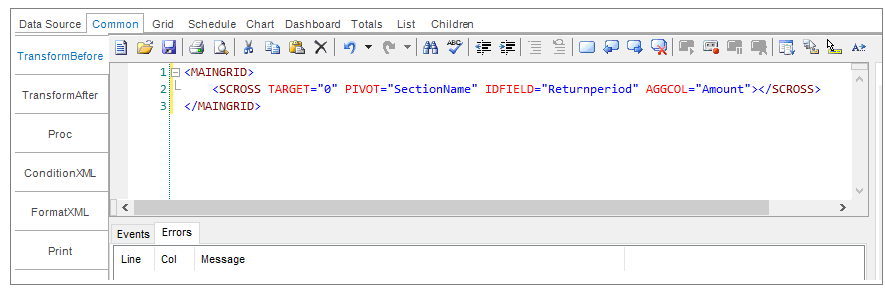 Data Source Common Grid Schedule Chart Dashboard Totals List Children
TransformBefore
TransformAfter
Proc
ConditionXML
FormatXML
Print
ABC
A
1 <MAINGRID>
2 <SCROSS TARGET="0" PIVOT="SectionName" IDFIELD="Returnperiod" AGGCOL="Amount"></SCROSS>
3 </MAINGRID>
Events Errors
Line Col Message